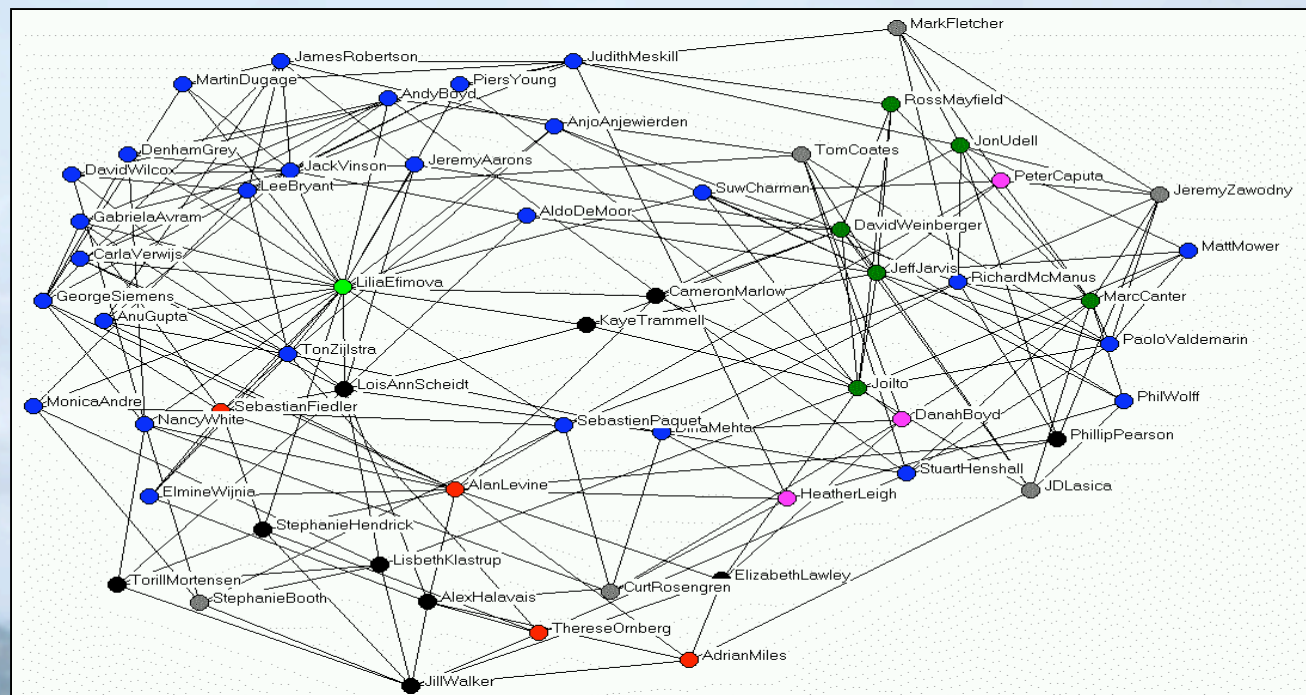 MarkFletcher
JamesRobertson
JudithMeskill
MartinDugage
PiersYoung
AndyBoyd
RossMayfield
AnjoAnjewierden
JonUdell
DenhamGrey
TomCoates
JackVinson
JeremyAarons
DavidWilcox
PeterCaputa
LeeBryant
SuwCharman
JeremyZawodny
GabrielaAvram
AldoDeMoor
DavidWeinberger
MattMower
CarlaVerwijs
JeffJarvis
RichardMcManus
LiliaEfimova
CameronMarlow
GeorgeSiemens
MarcCanter
AnuGupta
KayeTrammell
PaoloValdemarin
TonZijlstra
LoisAnnScheidt
JoiIto
PhilWolff
MonicaAndre
SebastianFiedler
DanahBoyd
NancyWhite
SebastienPaquet
DinaMehta
PhillipPearson
StuartHenshall
AlanLevine
JDLasica
ElmineWijnia
HeatherLeigh
StephanieHendrick
LisbethKlastrup
ElizabethLawley
TorillMortensen
CurtRosengren
StephanieBooth
AlexHalavais
ThereseOrnberg
AdrianMiles
JillWalker